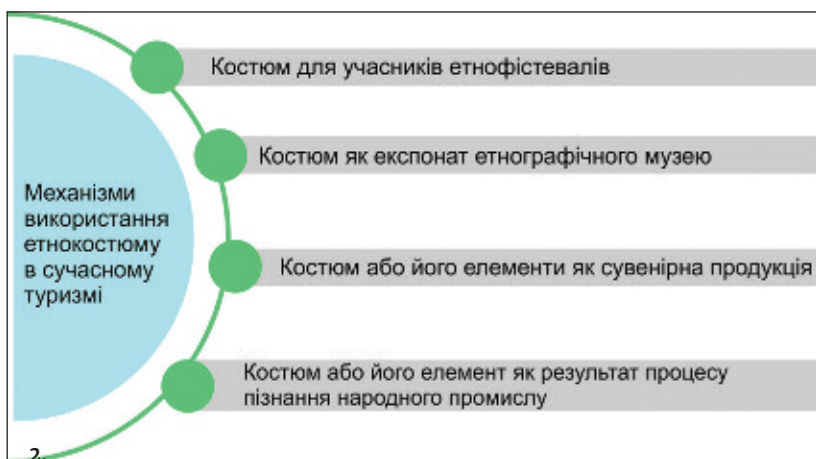 Костюм для учасників етнофістевалів
Костюм як експонат етнографічного музею
Механізми
використання
етнокостюму
в сучасному
туризмі
Костюм або його елементи як сувенірна продукція
Костюм або його елемент як результат процесу
пізнання народного промислу
2.